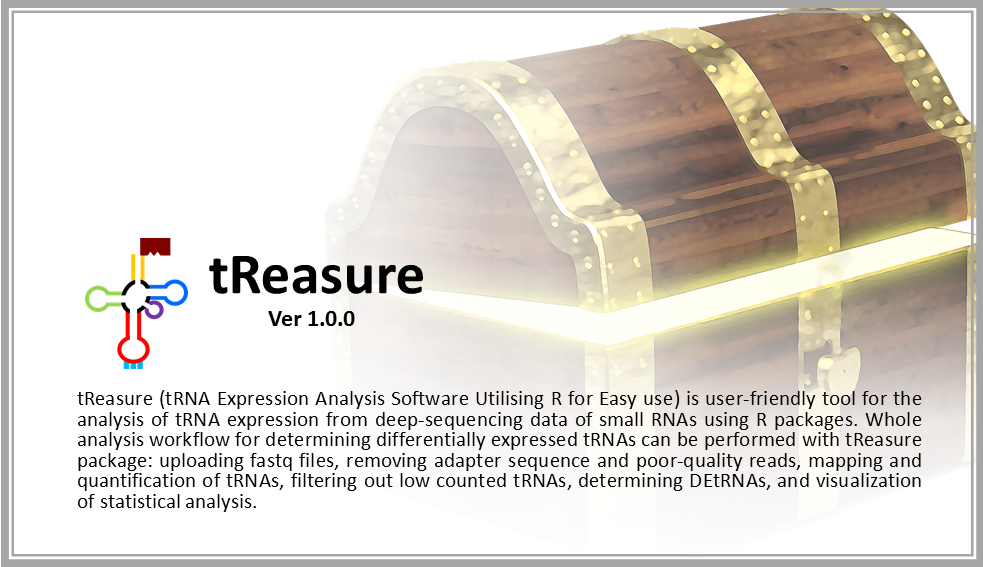 tReasure
Ver 1.0.0
tReasure (tRNA Expression Analysis Software Utilising R for Easy use) is user-friendly tool for the
analysis of tRNA expression from deep-sequencing data of small RNAs using R packages. Whole
analysis workflow for determining differentially expressed tRNAs can be performed with tReasure
package: uploading fastq files, removing adapter sequence and poor-quality reads, mapping and
quantification of tRNAs, filtering out low counted tRNAs, determining DEtRNAs, and visualization
of statistical analysis.